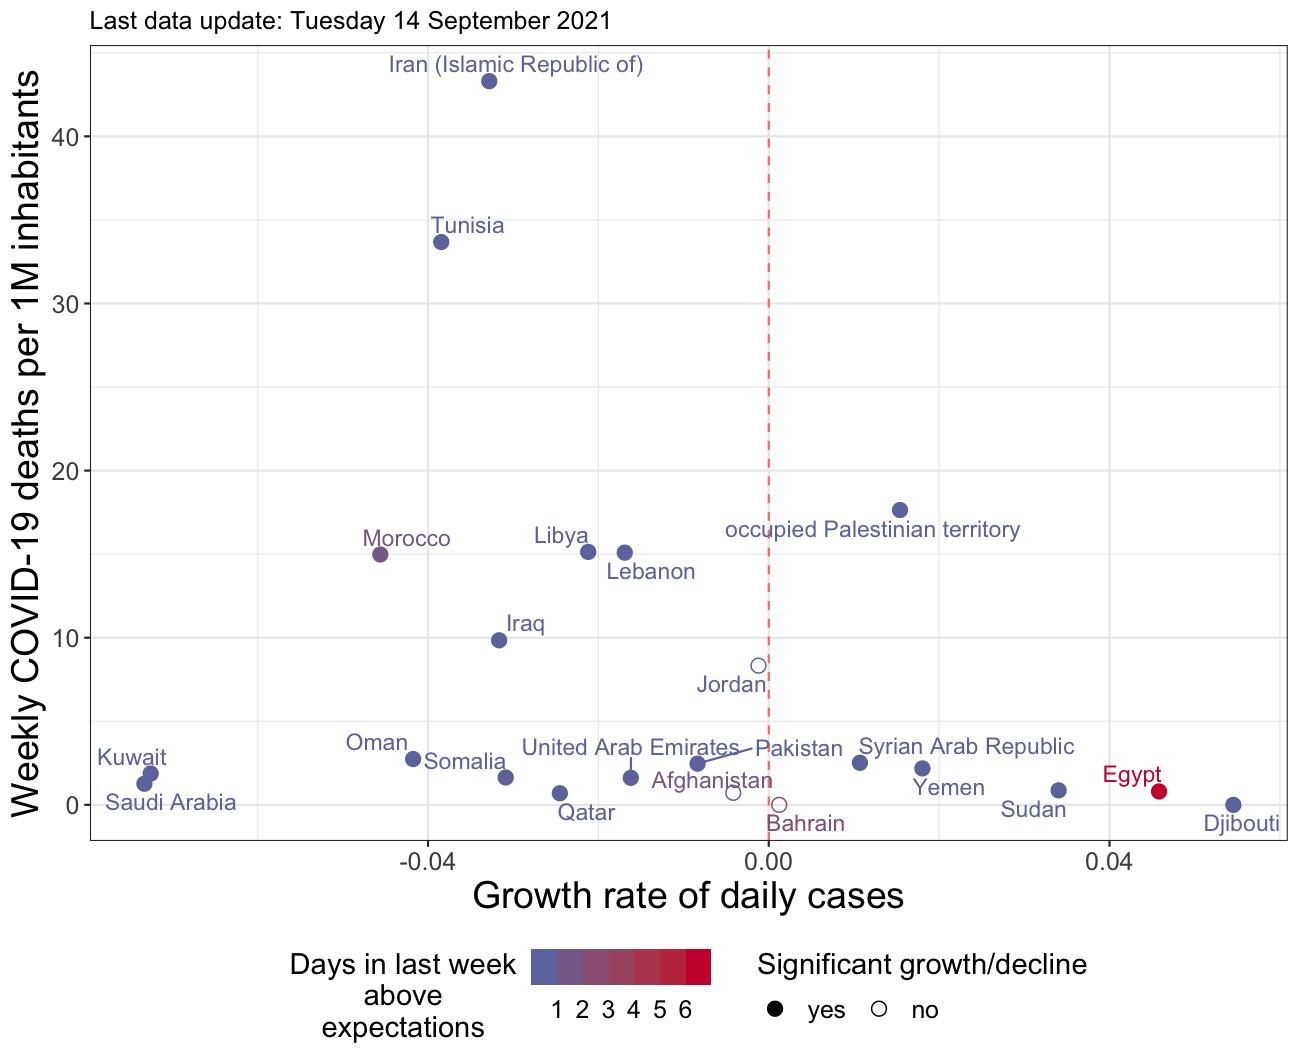 Last data update: Tuesday 14 September 2021
Weekly COVID-19 deaths per 1M inhabitants
40
30
20
10
0
Iran (Islamic Republic of)
Tunisia
occupied Palestinian territory
Morocco
Libya
Lebanon
Iraq
Jordan
Oman
Kuwait
Somalia
United Arab Emirates
Pakistan
Syrian Arab Republic
Afghanistan
Egypt
Yemen
Saudi Arabia
Qatar
Sudan
Bahrain
Djibouti
-0.04
0.00
0.04
Growth rate of daily cases
Days in last week
above
expectations
1 2 3 4 5 6
Significant growth/decline
yes no